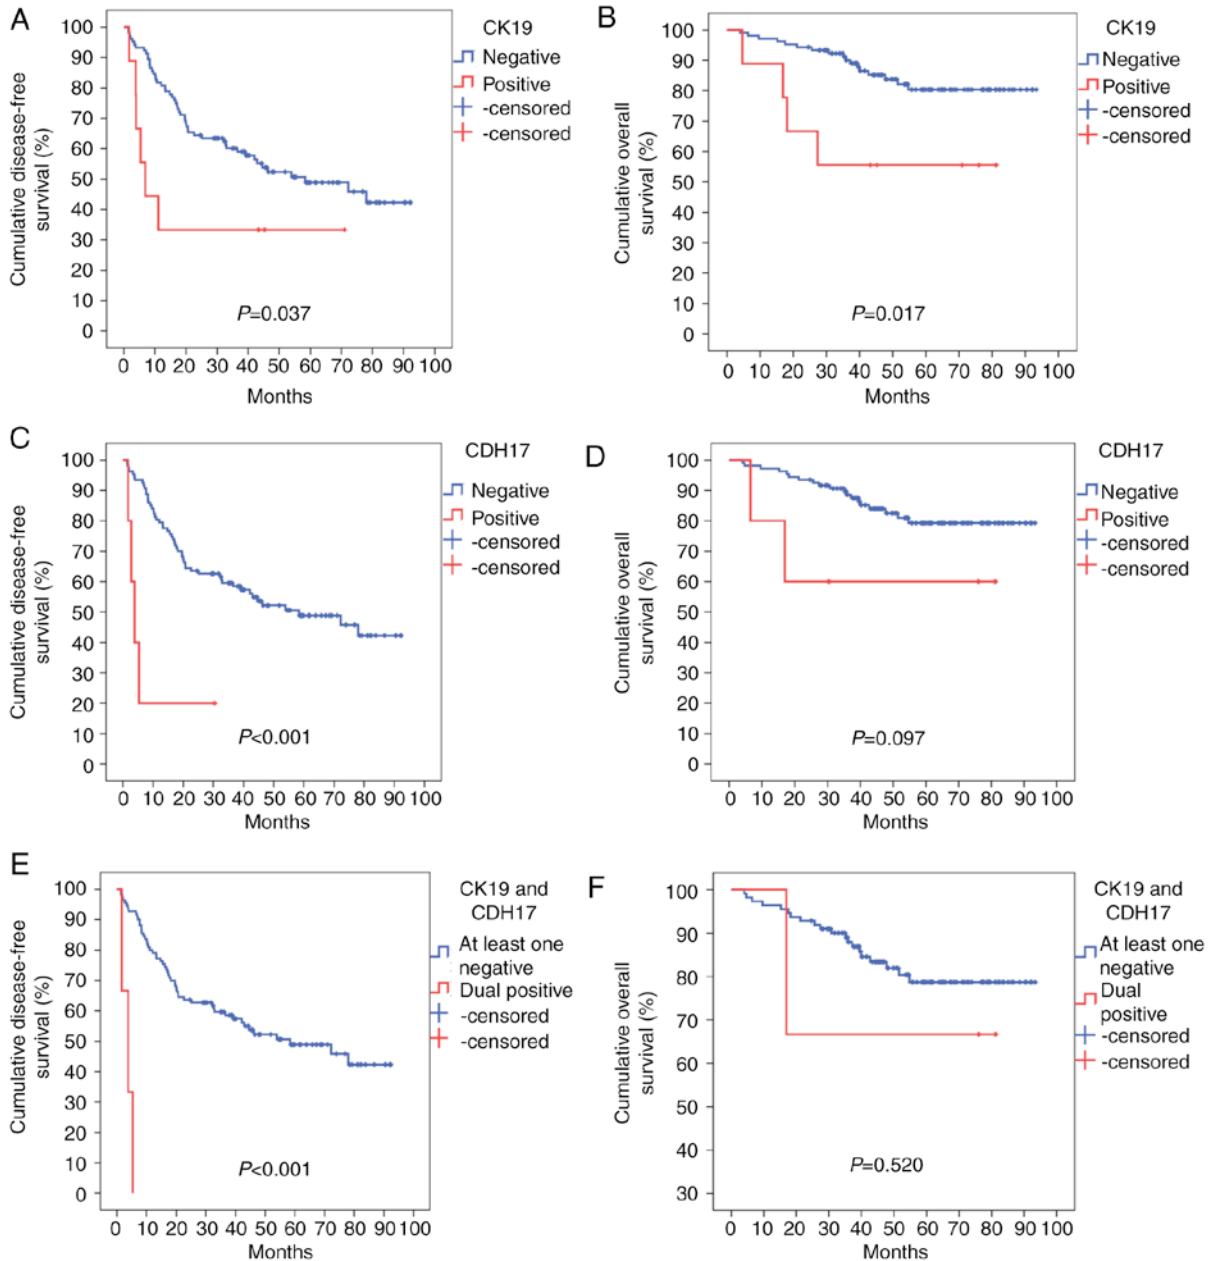 A
CK19
Negative
Positive
-censored
-censored
Cumulative disease-free
survival (%)
100
90
80
70
60
50
40
30
20
10
0
P=0.037
0 10 20 30 40 50 60 70 80 90 100
Months
B
CK19
Negative
Positive
-censored
-censored
Cumulative overall
survival (%)
100
90
80
70
60
50
40
30
20
10
0
P=0.017
0 10 20 30 40 50 60 70 80 90 100
Months
C
CDH17
Negative
Positive
-censored
-censored
Cumulative disease-free
survival (%)
100
90
80
70
60
50
40
30
20
10
0
P<0.001
0 10 20 30 40 50 60 70 80 90 100
Months
D
CDH17
Negative
Positive
-censored
-censored
Cumulative overall
survival (%)
100
90
80
70
60
50
40
30
20
10
0
P=0.097
0 10 20 30 40 50 60 70 80 90 100
Months
E
CK19 and
CDH17
At least one
negative
Dual positive
-censored
-censored
Cumulative disease-free
survival (%)
100
90
80
70
60
50
40
30
20
10
0
P<0.001
0 10 20 30 40 50 60 70 80 90 100
Months
F
CK19 and
CDH17
At least one
negative
Dual
positive
-censored
-censored
Cumulative overall
survival (%)
100
90
80
70
60
50
40
30
P=0.520
0 10 20 30 40 50 60 70 80 90 100
Months